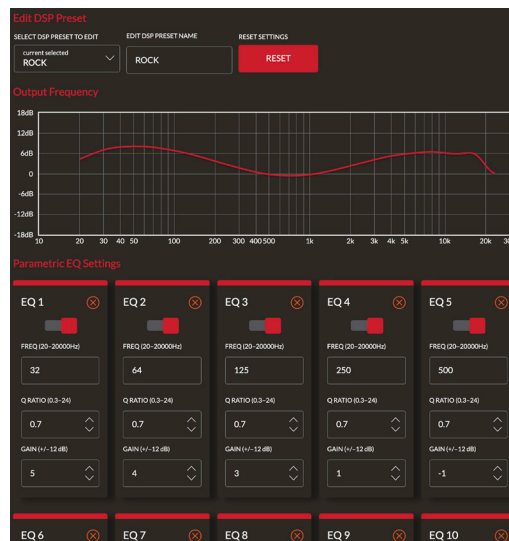 Edit DSP Preset
SELECT DSP PRESET TO EDIT EDIT DSP PRESET NAME RESET SETTINGS
current selected
ROCK ROCK RESET
Output Frequency
18dB
12dB
6dB
0
-6dB
-12dB
-18dB
10 20 30 40 50 100 200 300 400 500 1k 2k 3k 4k 5k 10k 20k 30
Parametric EQ Settings
EQ 1 EQ 2 EQ 3 EQ 4 EQ 5
FREQ (20-20000Hz) FREQ (20-20000Hz) FREQ (20-20000Hz) FREQ (20-20000Hz) FREQ (20-20000Hz)
32 64 125 250 500
Q RATIO (0.3-24) Q RATIO (0.3-24) Q RATIO (0.3-24) Q RATIO (0.3-24) Q RATIO (0.3-24)
0.7 0.7 0.7 0.7 0.7
GAIN (+/-12 dB) GAIN (+/-12 dB) GAIN (+/-12 dB) GAIN (+/-12 dB) GAIN (+/-12 dB)
5 4 3 1 -1
EQ 6 EQ 7 EQ 8 EQ 9 EQ 10